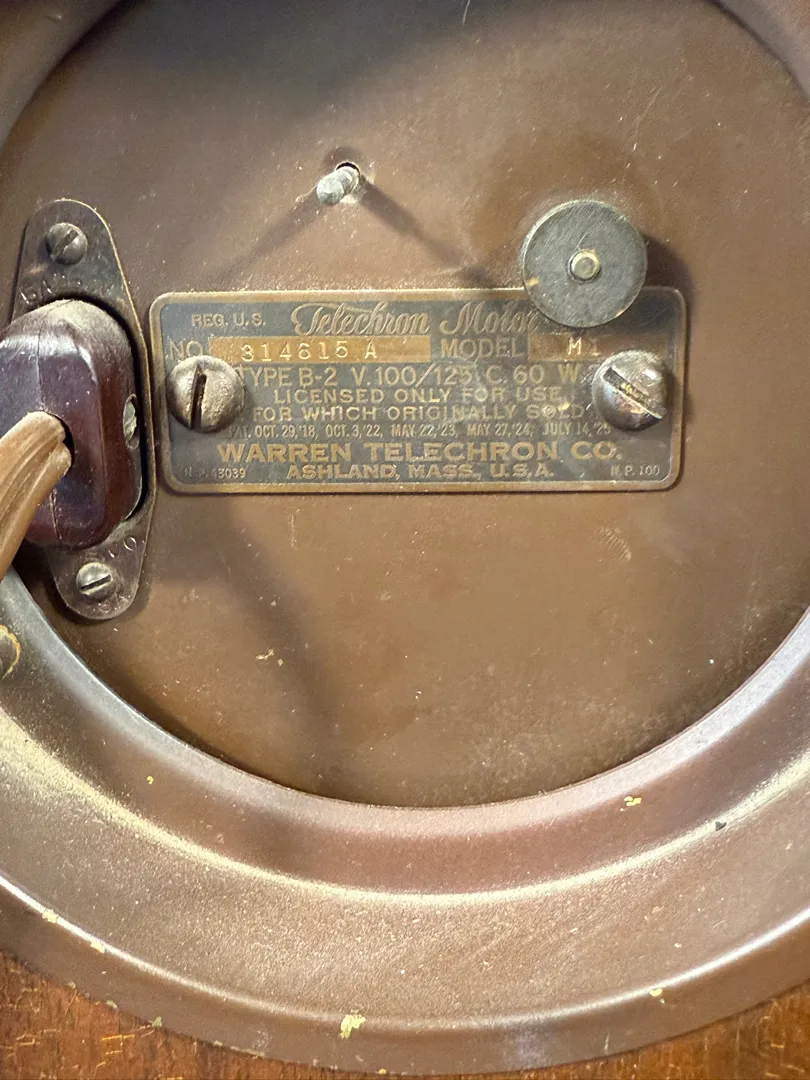 REG. U.S. Telechron Motor
NO. 314615 A MODEL M1
TYPE B-2 V. 100/125 C. 60 W
LICENSED ONLY FOR USE
FOR WHICH ORIGINALLY SOLD
PAT. OCT. 29,'18, OCT. 3,'22, MAY 22,'23, MAY 27,'24, JULY 14,'25
WARREN TELECHRON CO.
ASHLAND, MASS., U.S.A.
N.P. 43039 N.P. 100